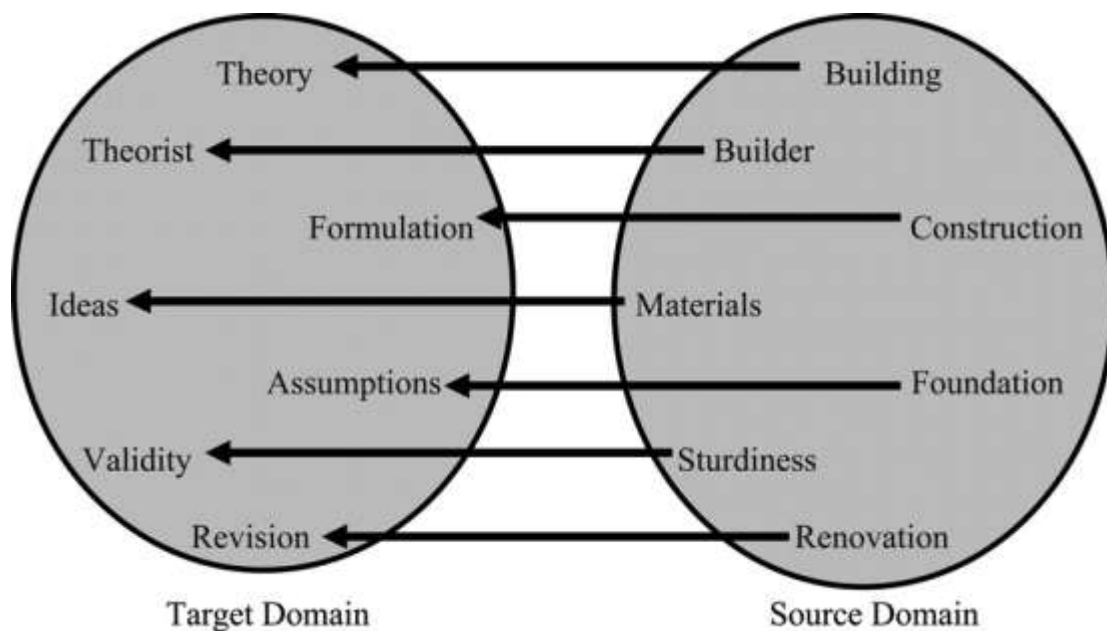 Theory Building
Theorist Builder
Formulation Construction
Ideas Materials
Assumptions Foundation
Validity Sturdiness
Revision Renovation
Target Domain Source Domain